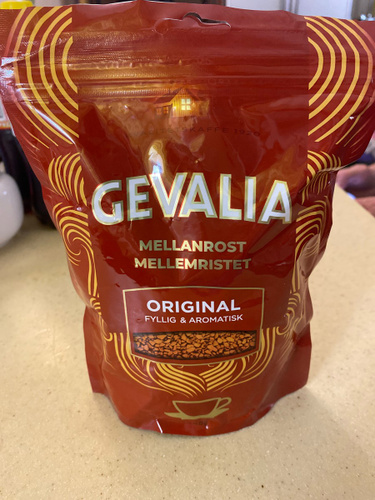 GEVALIA
MELLANROST
MELLEMRISTET
ORIGINAL
FYLLIG & AROMATISK